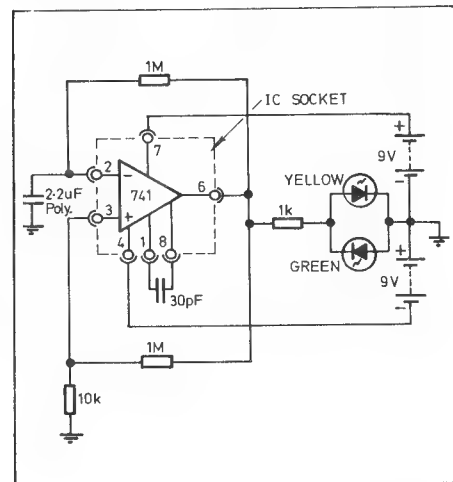 1M
IC SOCKET
7
+
9V
2·2uF
Poly.
2
−
741
6
YELLOW
−
3
+
1k
GREEN
+
4
1
8
9V
30pF
−
1M
10k